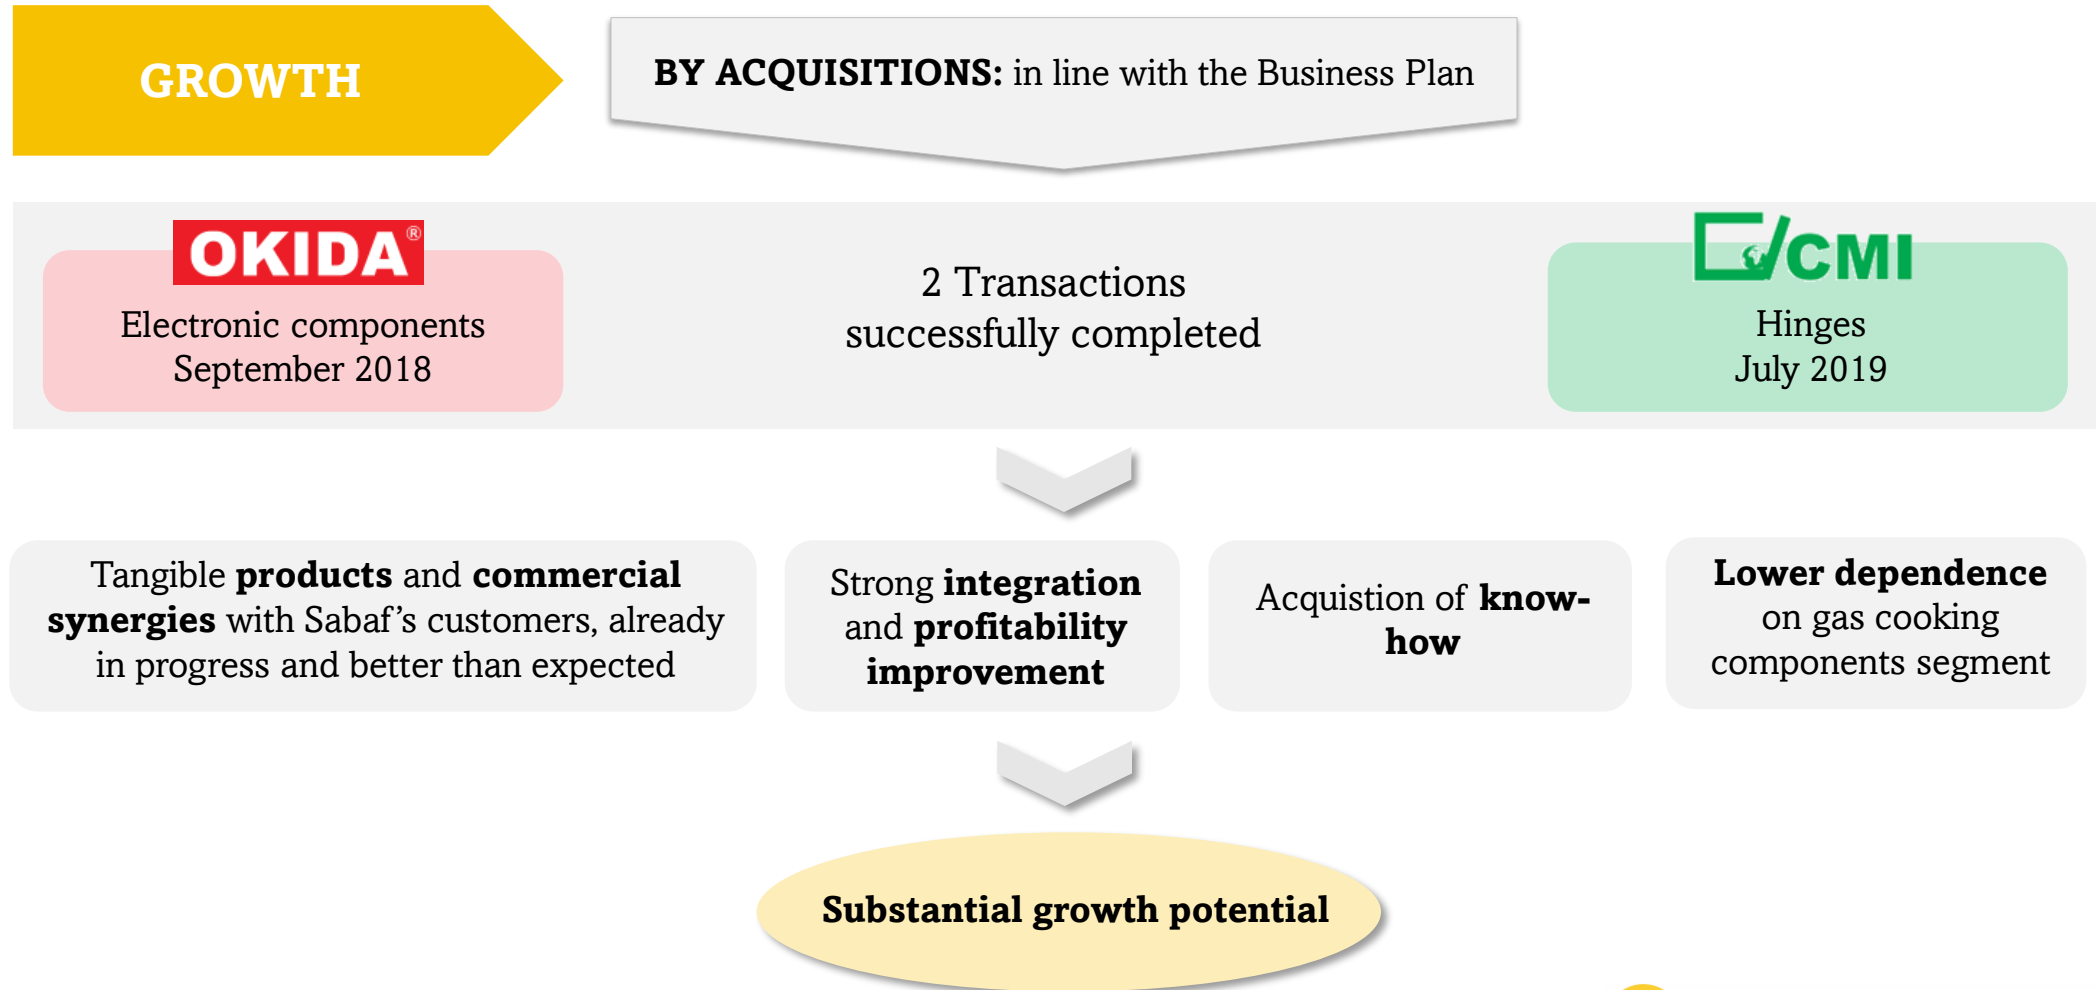 GROWTH
BY ACQUISITIONS: in line with the Business Plan
OKIDA®
Electronic components
September 2018
2 Transactions
successfully completed
CMI
Hinges
July 2019
Tangible products and commercial
synergies with Sabaf's customers, already
in progress and better than expected
Strong integration
and profitability
improvement
Acquistion of know-
how
Lower dependence
on gas cooking
components segment
Substantial growth potential